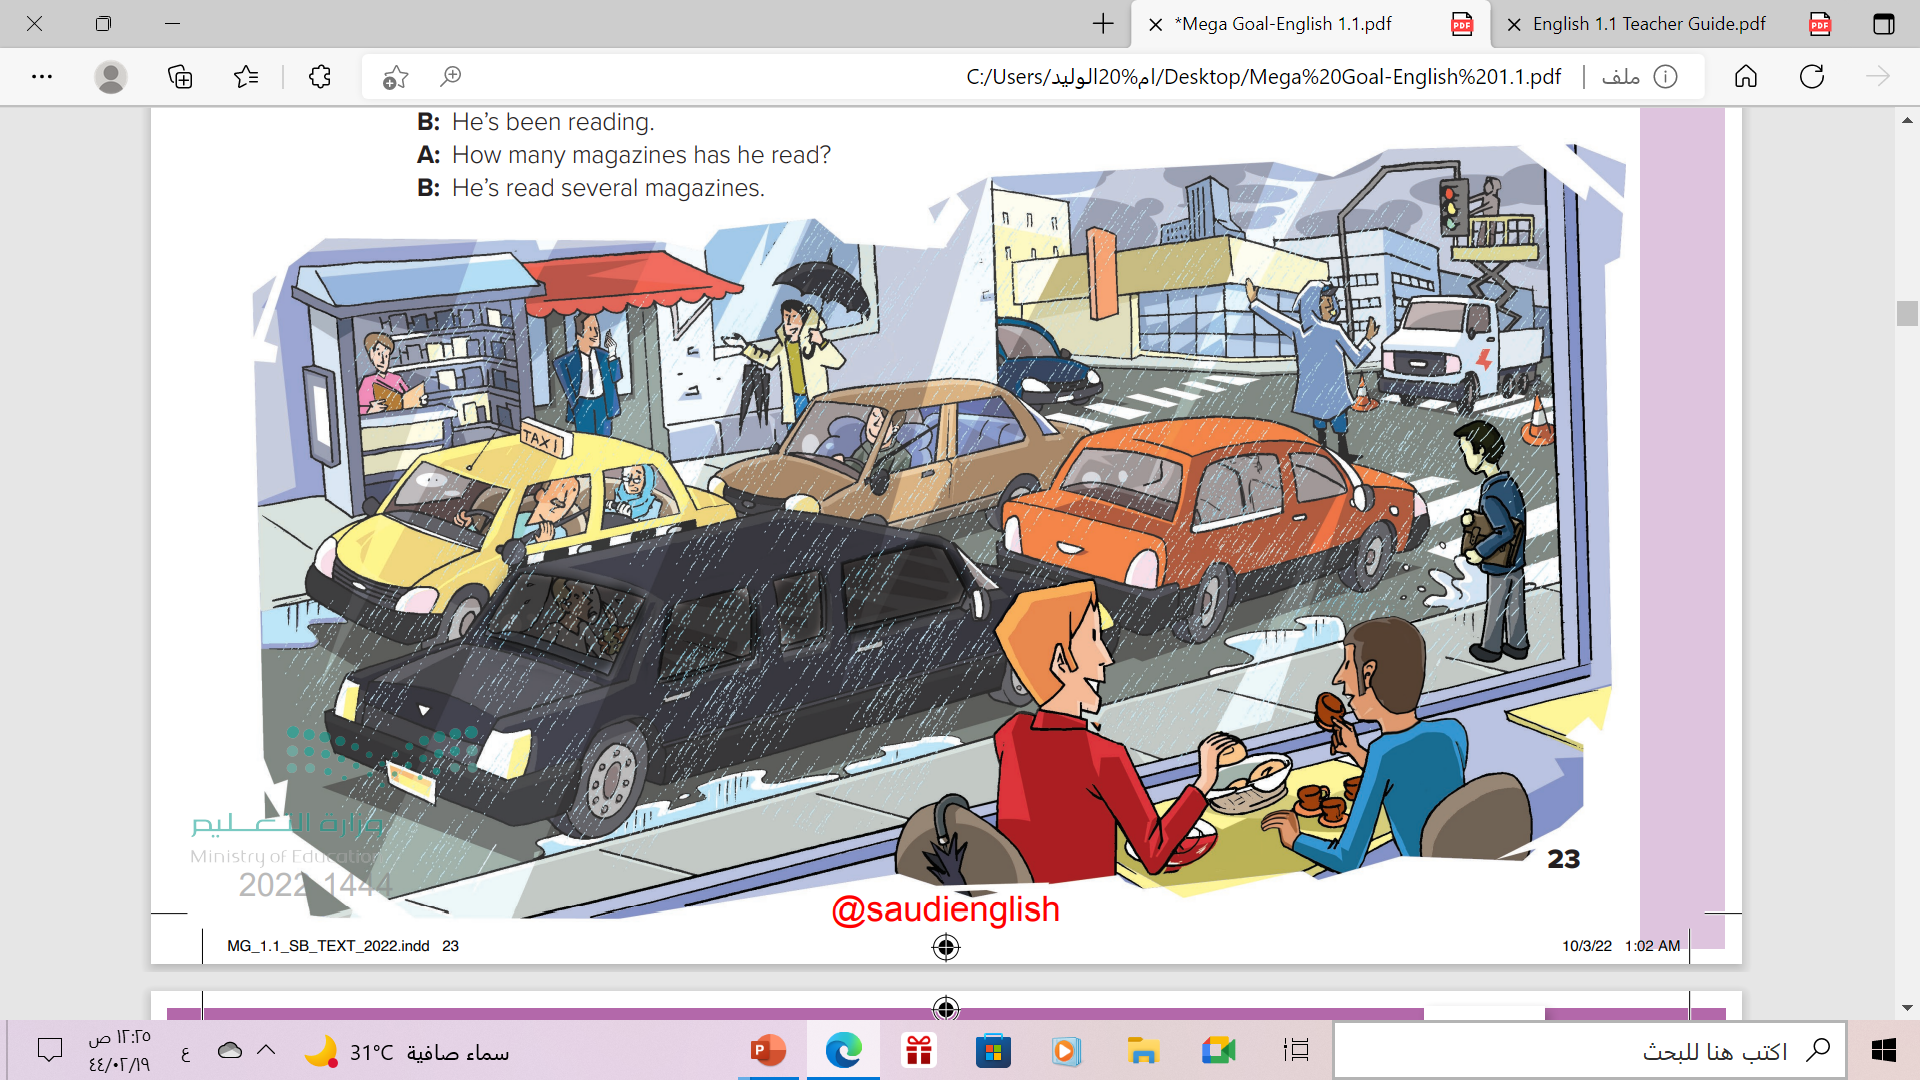 *Mega Goal-English 1.1.pdf
English 1.1 Teacher Guide.pdf
C:/Users/ام%20الوليد/Desktop/Mega%20Goal-English%201.1.pdf
ملف
B: He's been reading.
A: How many magazines has he read?
B: He's read several magazines.
TAXI
وزارة التعليم
Ministry of Education
2022 1444
23
@saudienglish
MG_1.1_SB_TEXT_2022.indd 23
10/3/22 1:02 AM
١٢:٢٥ ص
٤٤/٠٢/١٩
ع
31°C سماء صافية
اكتب هنا للبحث